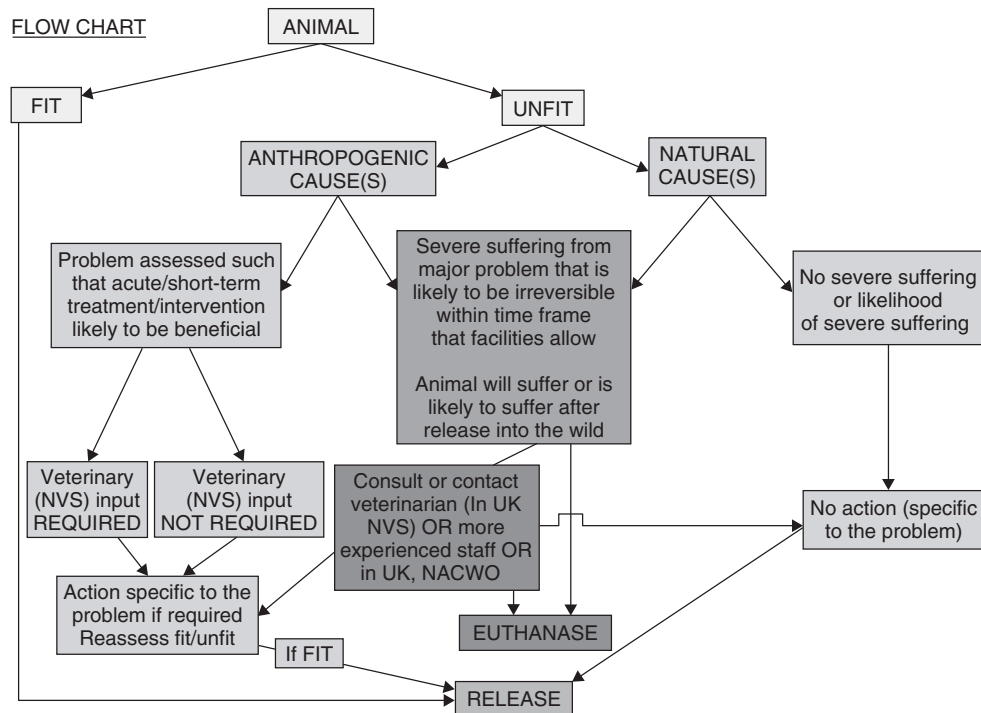 FLOW CHART
ANIMAL
FIT
UNFIT
ANTHROPOGENIC
CAUSE(S)
NATURAL
CAUSE(S)
Problem assessed such
that acute/short-term
treatment/intervention
likely to be beneficial
Severe suffering from
major problem that is
likely to be irreversible
within time frame
that facilities allow
Animal will suffer or is
likely to suffer after
release into the wild
No severe suffering
or likelihood
of severe suffering
Veterinary
(NVS) input
REQUIRED
Veterinary
(NVS) input
NOT REQUIRED
Consult or contact
veterinarian (In UK
NVS) OR more
experienced staff OR
in UK, NACWO
No action (specific
to the problem)
Action specific to the
problem if required
Reassess fit/unfit
If FIT
EUTHANASE
RELEASE